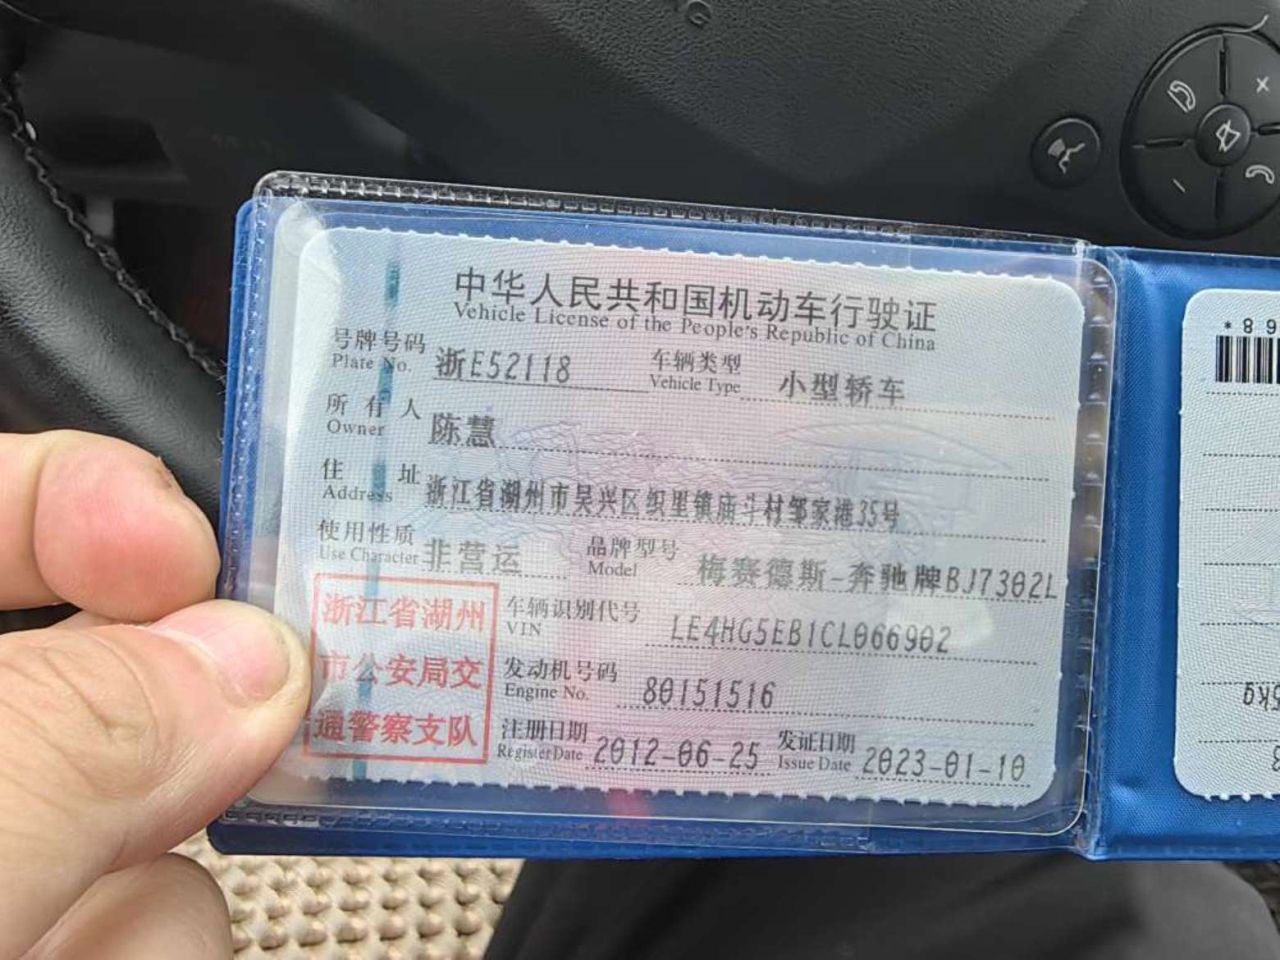 中华人民共和国机动车行驶证
Vehicle License of the People's Republic of China
号牌号码 浙E52118 车辆类型 小型轿车
Plate No. Vehicle Type
所有人 陈慧
Owner
住址 浙江省湖州市吴兴区织里镇庙斗村邹家港35号
Address
使用性质 非营运 品牌型号 梅赛德斯-奔驰牌BJ7302L
Use Character Model
浙江省湖州
市公安局交
通警察支队
车辆识别代号 LE4HG5EB1CL066902
VIN
发动机号码 80151516
Engine No.
注册日期 2012-06-25 发证日期 2023-01-10
Register Date Issue Date